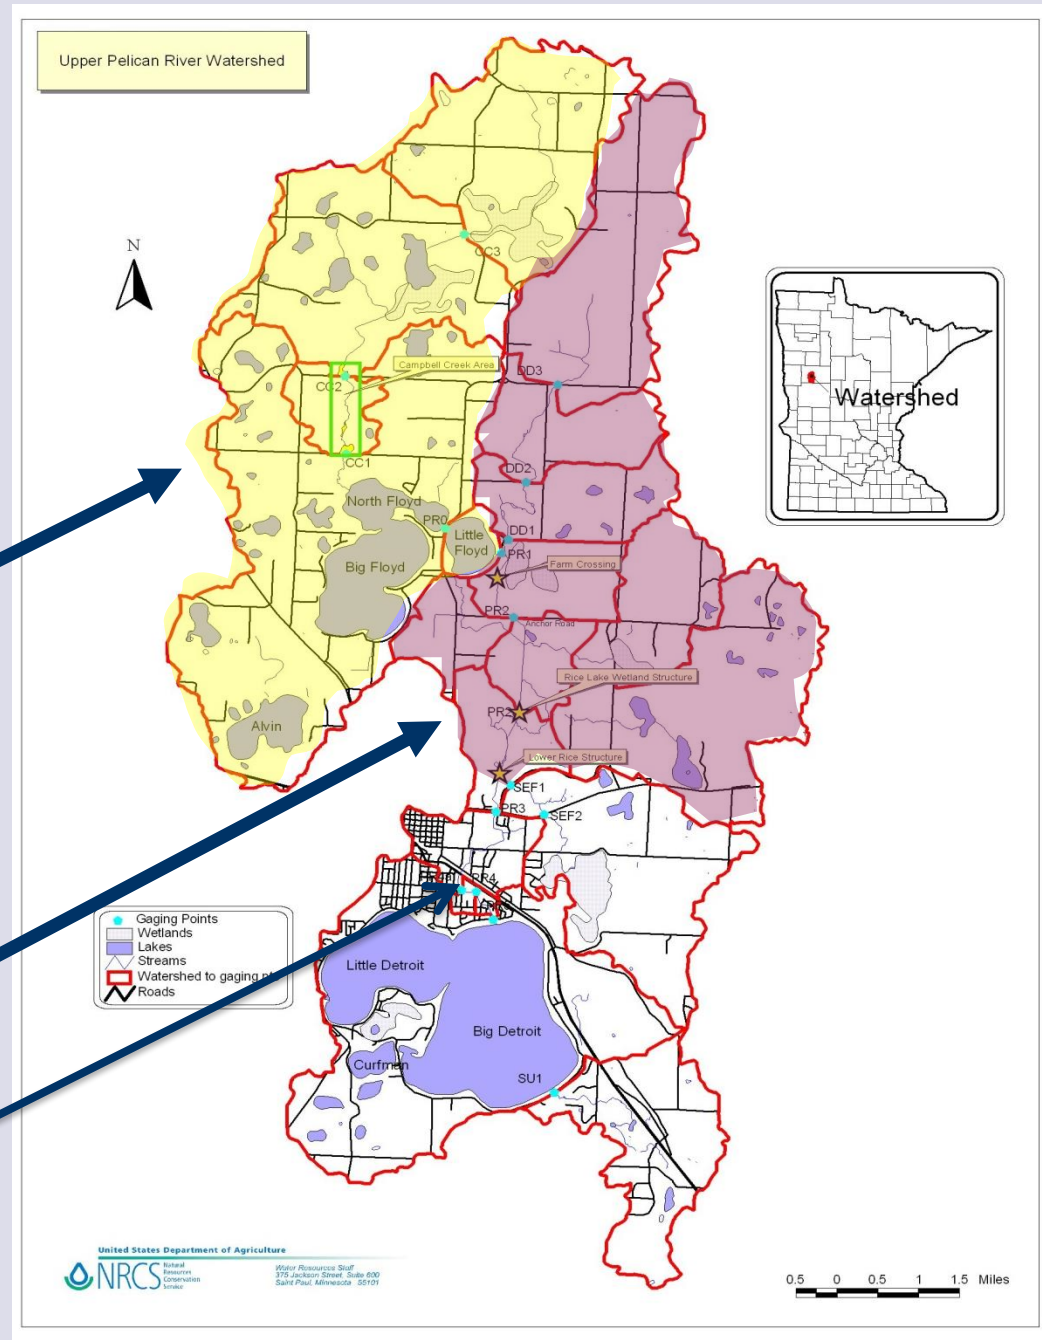 Upper Pelican River Watershed
N
CC3
Campbell Creek Area
CC2
CC1
DD3
Watershed
DD2
North Floyd
PR0
DD1
Little
Floyd
PR1
Farm Crossing
Big Floyd
PR2
Anchor Road
Rice Lake Wetland Structure
Alvin
Lower Rice Structure
SEF1
PR3
SEF2
PR4
Gaging Points
Wetlands
Lakes
Streams
Watershed to gaging
Roads
Little Detroit
Big Detroit
Curfman
SU1
United States Department of Agriculture
NRCS
Natural
Resources
Conservation
Service
Water Resources Staff
375 Jackson Street, Suite 600
Saint Paul, Minnesota 55101
0.5 0 0.5 1 1.5 Miles